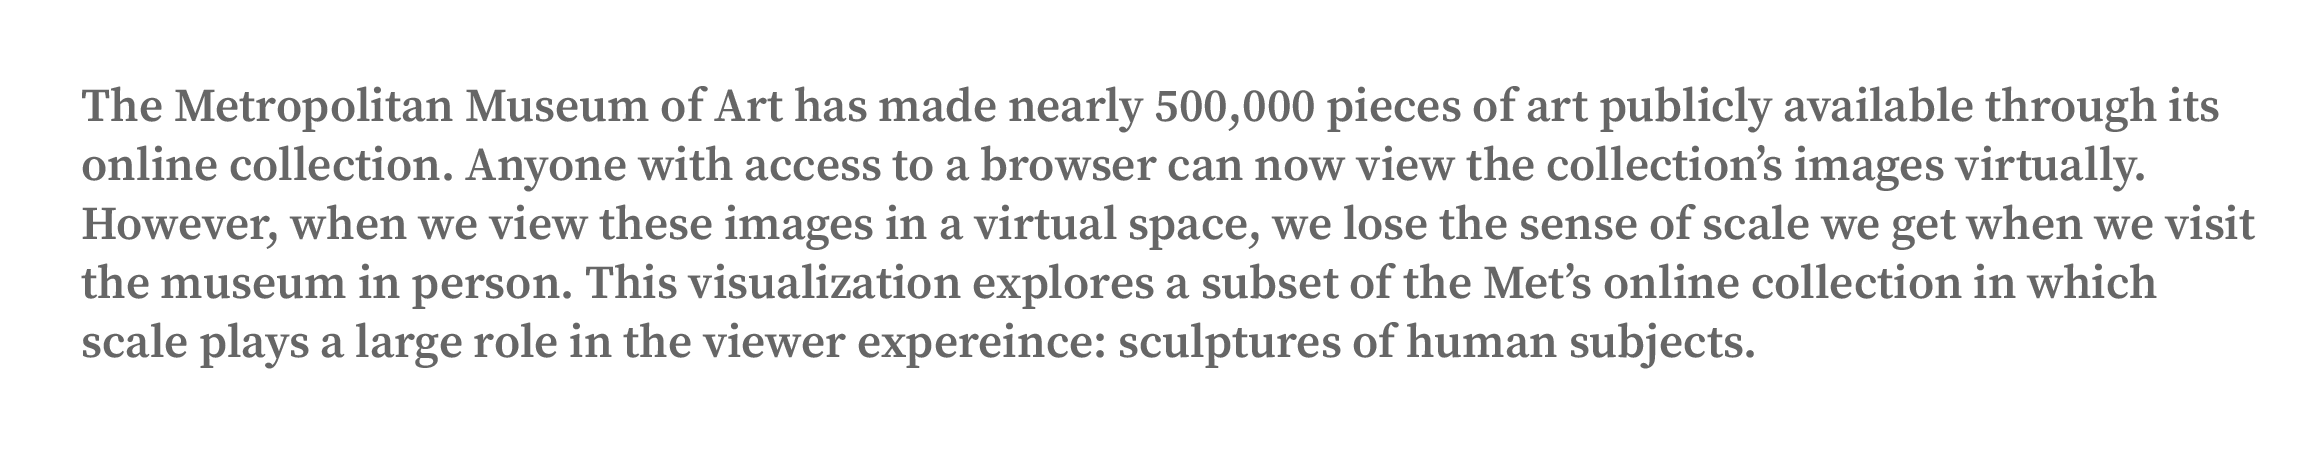 The Metropolitan Museum of Art has made nearly 500,000 pieces of art publicly available through its
online collection. Anyone with access to a browser can now view the collection’s images virtually.
However, when we view these images in a virtual space, we lose the sense of scale we get when we visit
the museum in person. This visualization explores a subset of the Met’s online collection in which
scale plays a large role in the viewer expereince: sculptures of human subjects.